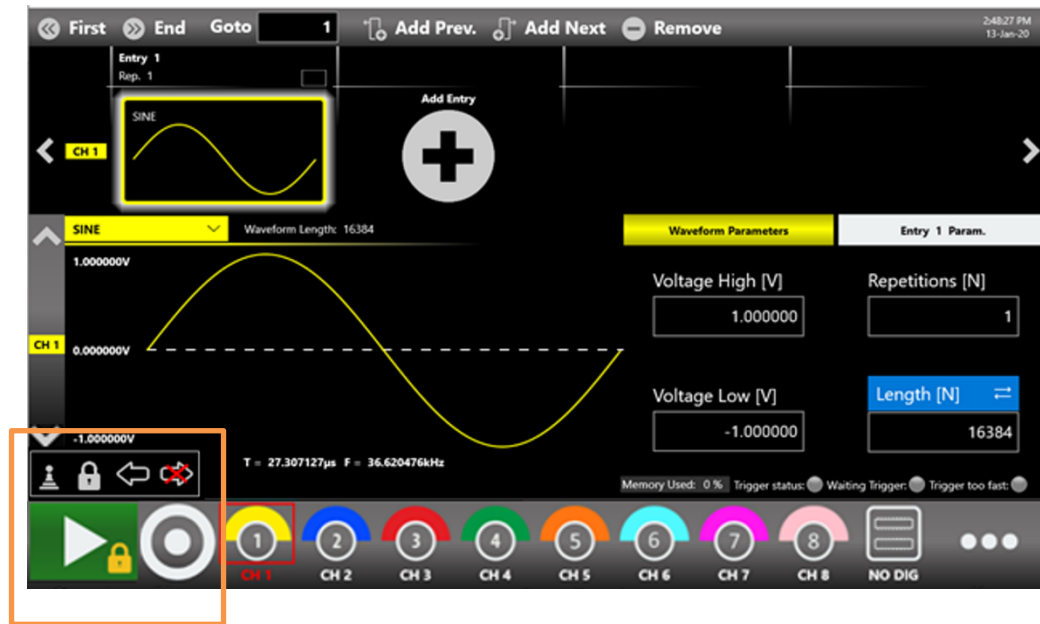 First End Goto 1 Add Prev. Add Next Remove 2:48:27 PM
13-Jan-20
Entry 1
Rep. 1
Add Entry
SINE
CH 1
SINE Waveform Length: 16384 Waveform Parameters Entry 1 Param.
1.000000V
Voltage High [V] Repetitions [N]
1.000000 1
CH 1 0.000000V
Voltage Low [V] Length [N]
-1.000000 16384
-1.000000V
T = 27.307127µs F = 36.620476kHz
Memory Used: 0 % Trigger status: Waiting Trigger: Trigger too fast:
1 2 3 4 5 6 7 8
CH 1 CH 2 CH 3 CH 4 CH 5 CH 6 CH 7 CH 8 NO DIG